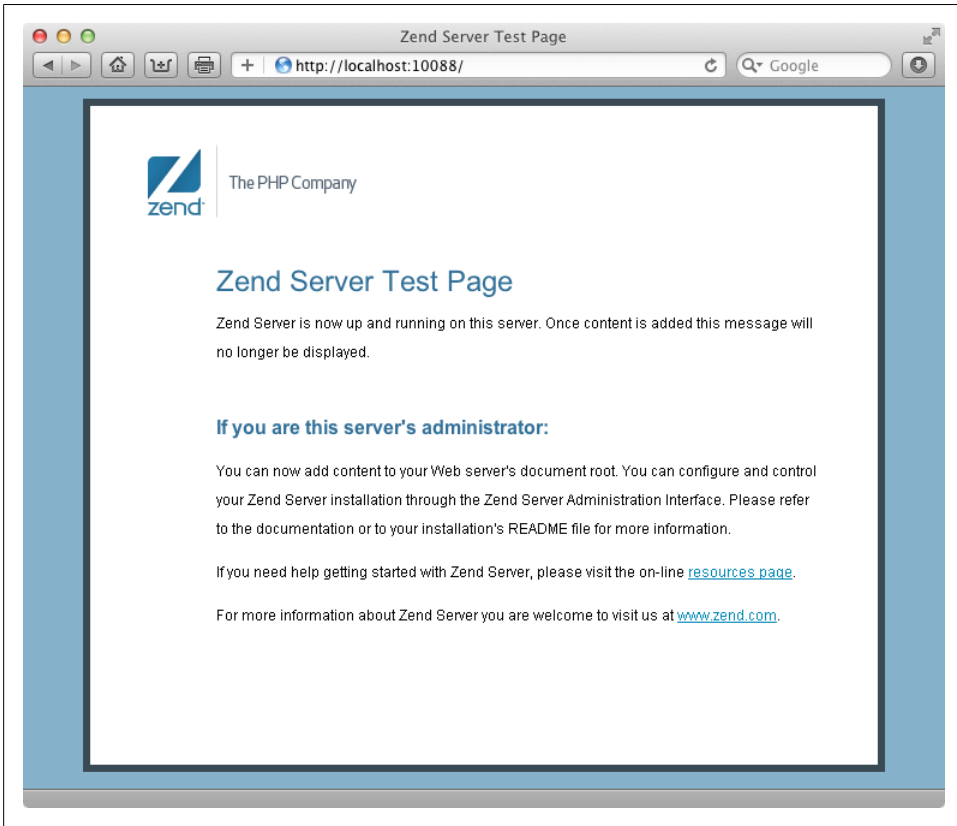 Zend Server Test Page
http://localhost:10088/
Google
zend
The PHP Company
Zend Server Test Page
Zend Server is now up and running on this server. Once content is added this message will
no longer be displayed.
If you are this server's administrator:
You can now add content to your Web server's document root. You can configure and control
your Zend Server installation through the Zend Server Administration Interface. Please refer
to the documentation or to your installation's README file for more information.
If you need help getting started with Zend Server, please visit the on-line resources page.
For more information about Zend Server you are welcome to visit us at www.zend.com.